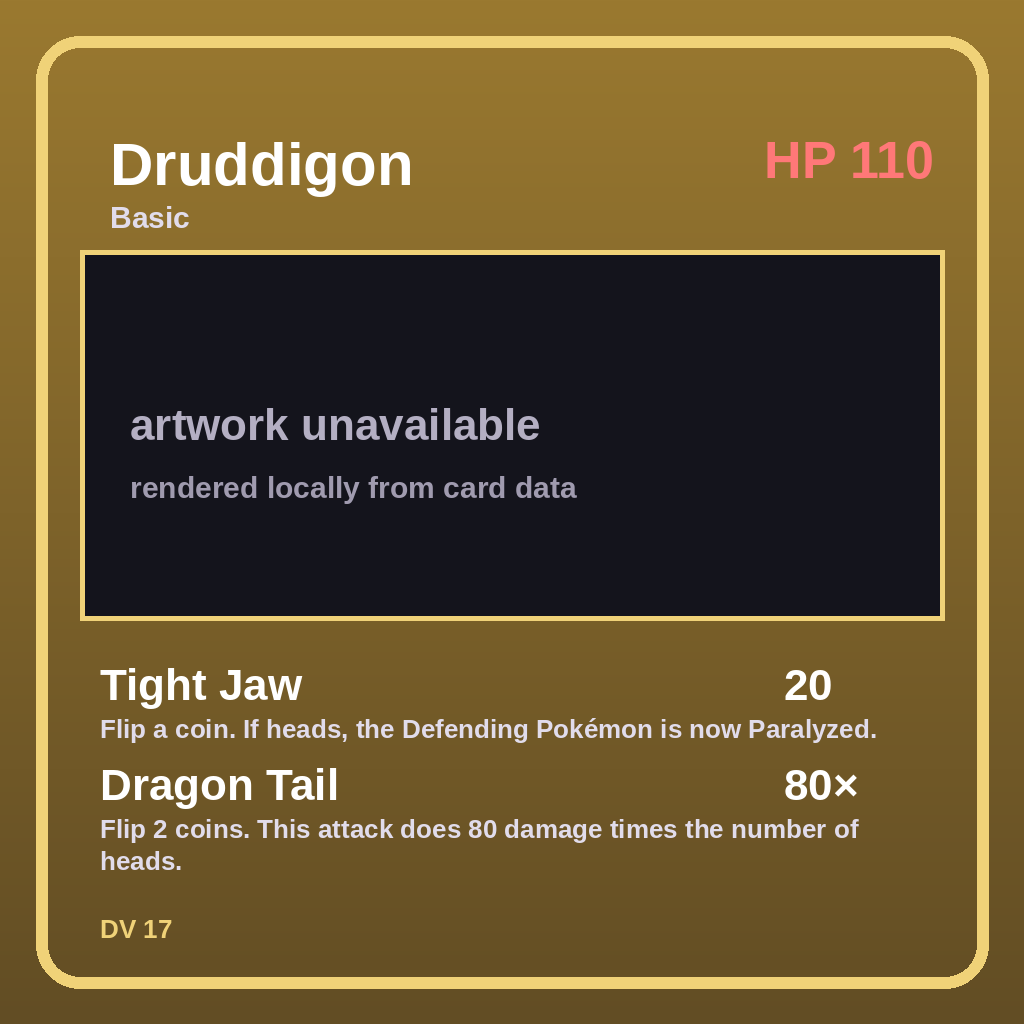 Druddigon
HP 110
Basic
artwork unavailable
rendered locally from card data
Tight Jaw 20
Flip a coin. If heads, the Defending Pokémon is now Paralyzed.
Dragon Tail 80×
Flip 2 coins. This attack does 80 damage times the number of
heads.
DV 17